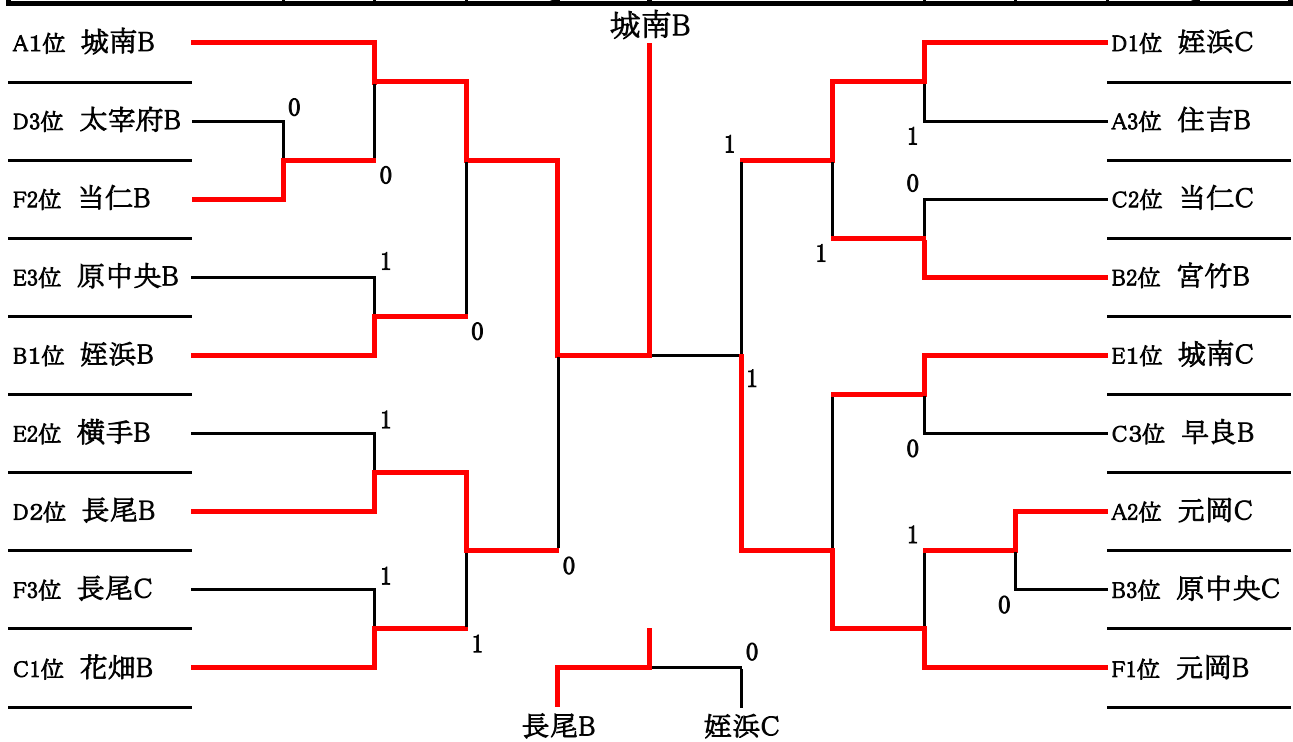 城南B
A1位 城南B
D1位 姪浜C
0
D3位 太宰府B
A3位 住吉B
1
1
0
0
F2位 当仁B
C2位 当仁C
1
1
E3位 原中央B
B2位 宮竹B
0
B1位 姪浜B
E1位 城南C
1
1
E2位 横手B
C3位 早良B
0
D2位 長尾B
A2位 元岡C
1
0
1
F3位 長尾C
B3位 原中央C
0
1
0
C1位 花畑B
F1位 元岡B
長尾B
姪浜C